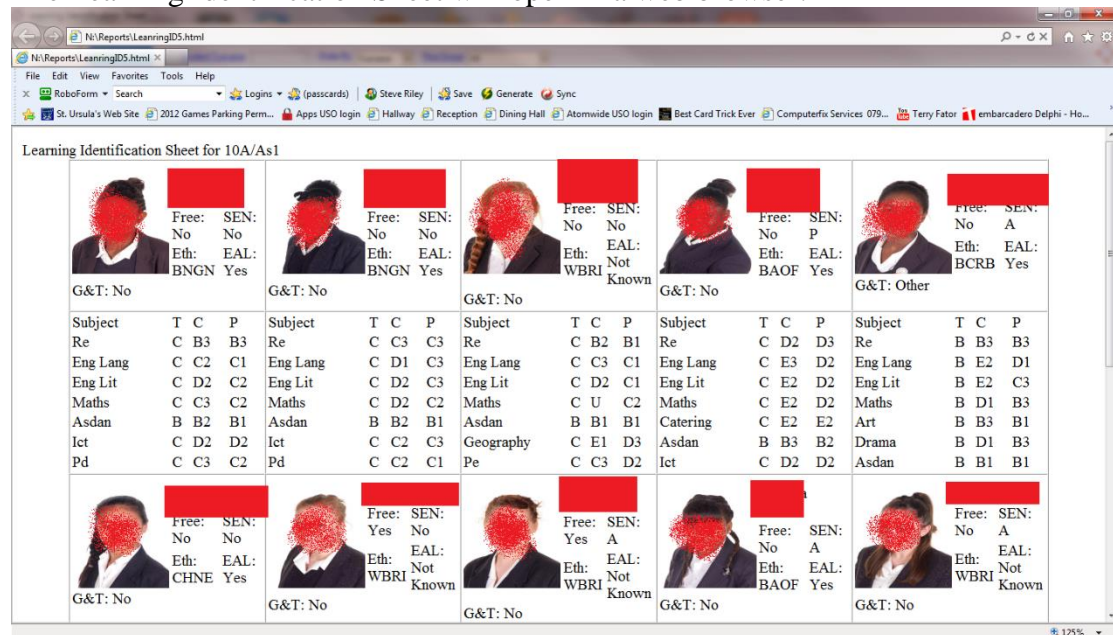 N:\Reports\LeanringID5.html
N:\Reports\LeanringID5.html
File Edit View Favorites Tools Help
RoboForm Search Logins (passcards) Steve Riley Save Generate Sync
St. Ursula's Web Site 2012 Games Parking Perm... Apps USO login Hallway Reception Dining Hall Atomwide USO login Best Card Trick Ever Computerfix Services 079... Terry Fator embarcadero Delphi - Ho...
Learning Identification Sheet for 10A/As1
Free: SEN:
No No
Eth: EAL:
BNGN Yes
G&T: No
Free: SEN:
No No
Eth: EAL:
BNGN Yes
G&T: No
Free: SEN:
No No
Eth: EAL:
WBRI Not
Known
G&T: No
Free: SEN:
No P
Eth: EAL:
BAOF Yes
G&T: No
Free: SEN:
No A
Eth: EAL:
BCRB Yes
G&T: Other
Subject T C P
Re C B3 B3
Eng Lang C C2 C1
Eng Lit C D2 C2
Maths C C3 C2
Asdan B B2 B1
Ict C D2 D2
Pd C C3 C2
Subject T C P
Re C C3 C3
Eng Lang C D1 C3
Eng Lit C D2 C3
Maths C D2 C2
Asdan B B2 B1
Ict C C2 C3
Pd C C2 C1
Subject T C P
Re C B2 B1
Eng Lang C C3 C1
Eng Lit C D2 C1
Maths C U C2
Asdan B B1 B1
Geography C E1 D3
Pe C C3 D2
Subject T C P
Re C D2 D3
Eng Lang C E3 D2
Eng Lit C E2 D2
Maths C E2 D2
Catering C E2 E2
Asdan B B3 B2
Ict C D2 D2
Subject T C P
Re B B3 B3
Eng Lang B E2 D1
Eng Lit B E2 C3
Maths B D1 B3
Art B B3 B1
Drama B D1 B3
Asdan B B1 B1
Free: SEN:
No No
Eth: EAL:
CHNE Yes
G&T: No
Free: SEN:
Yes No
Eth: EAL:
WBRI Not
Known
G&T: No
Free: SEN:
Yes A
Eth: EAL:
WBRI Not
Known
G&T: No
Free: SEN:
No A
Eth: EAL:
BAOF Yes
G&T: No
Free: SEN:
No A
Eth: EAL:
WBRI Not
Known
G&T: No
125%